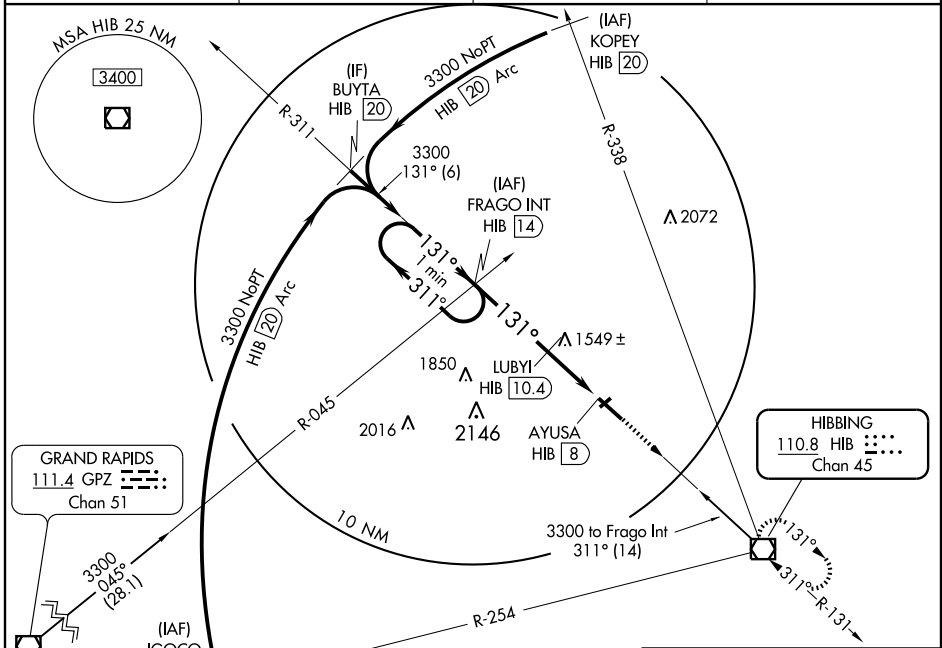 MSA HIB 25 NM
3400
(IAF)
KOPEY
HIB 20
3300 NoPT
HIB 20 Arc
(IF)
BUYTA
HIB 20
R-311
R-338
3300
131° (6)
(IAF)
FRAGO INT
HIB 14
2072
131°
1 min
311°
131°
3300 NoPT
HIB 20 Arc
1549 ±
1850
LUBYI
HIB 10.4
R-045
2016
2146
AYUSA
HIB 8
HIBBING
110.8 HIB
Chan 45
GRAND RAPIDS
111.4 GPZ
Chan 51
10 NM
3300 to Frago Int
311° (14)
131°
311°
R-131
3300
045°
(28.1)
R-254
(IAF)